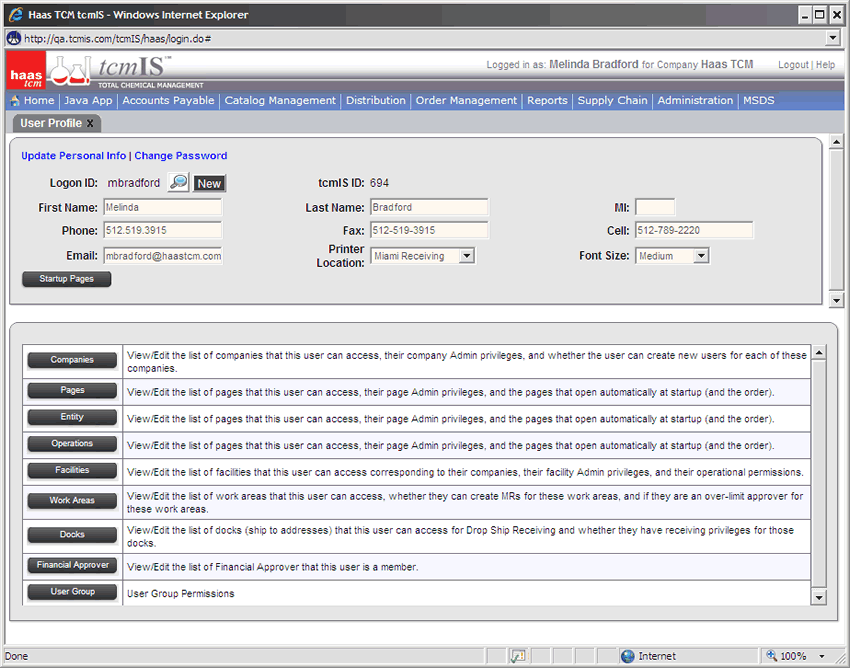 Haas TCM tcmIS - Windows Internet Explorer
http://qa.tcmis.com/tcmIS/haas/login.do#
haas tcm
tcmIS™
TOTAL CHEMICAL MANAGEMENT
Logged in as: Melinda Bradford for Company Haas TCM
Logout | Help
Home | Java App | Accounts Payable | Catalog Management | Distribution | Order Management | Reports | Supply Chain | Administration | MSDS
User Profile x
Update Personal Info | Change Password
Logon ID: mbradford New tcmIS ID: 694
First Name: Melinda Last Name: Bradford MI:
Phone: 512.519.3915 Fax: 512-519-3915 Cell: 512-789-2220
Email: mbradford@haastcm.com Printer Location: Miami Receiving Font Size: Medium
Startup Pages
Companies
View/Edit the list of companies that this user can access, their company Admin privileges, and whether the user can create new users for each of these
companies.
Pages
View/Edit the list of pages that this user can access, their page Admin privileges, and the pages that open automatically at startup (and the order).
Entity
View/Edit the list of pages that this user can access, their page Admin privileges, and the pages that open automatically at startup (and the order).
Operations
View/Edit the list of pages that this user can access, their page Admin privileges, and the pages that open automatically at startup (and the order).
Facilities
View/Edit the list of facilities that this user can access corresponding to their companies, their facility Admin privileges, and their operational permissions.
Work Areas
View/Edit the list of work areas that this user can access, whether they can create MRs for these work areas, and if they are an over-limit approver for
these work areas.
Docks
View/Edit the list of docks (ship to addresses) that this user can access for Drop Ship Receiving and whether they have receiving privileges for those
docks.
Financial Approver
View/Edit the list of Financial Approver that this user is a member.
User Group
User Group Permissions
Done
Internet
100%